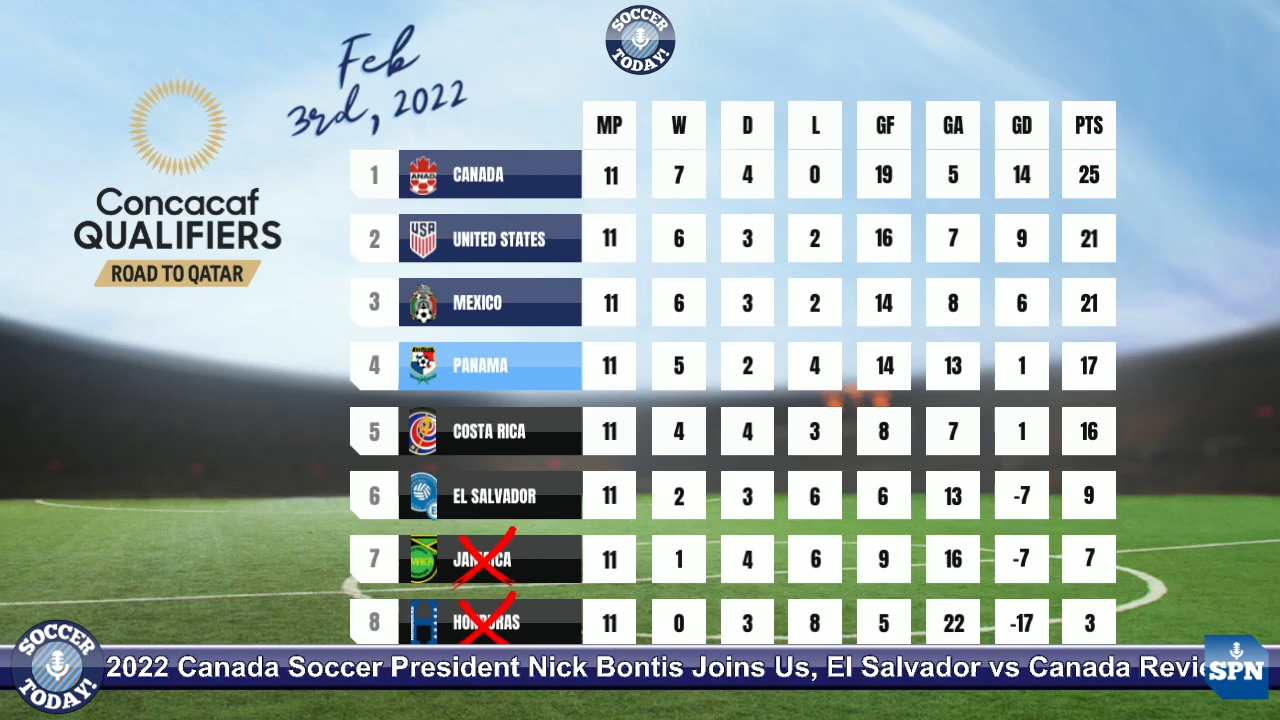 SOCCER
TODAY!
Feb
3rd, 2022
Concacaf
QUALIFIERS
ROAD TO QATAR
MP W D L GF GA GD PTS
1 CANADA 11 7 4 0 19 5 14 25
2 USA UNITED STATES 11 6 3 2 16 7 9 21
3 MEXICO 11 6 3 2 14 8 6 21
4 PANAMA 11 5 2 4 14 13 1 17
5 COSTA RICA 11 4 4 3 8 7 1 16
6 EL SALVADOR 11 2 3 6 6 13 -7 9
7 JAMAICA 11 1 4 6 9 16 -7 7
8 HONDURAS 11 0 3 8 5 22 -17 3
SOCCER
TODAY!
2022 Canada Soccer President Nick Bontis Joins Us, El Salvador vs Canada Revie
SPN